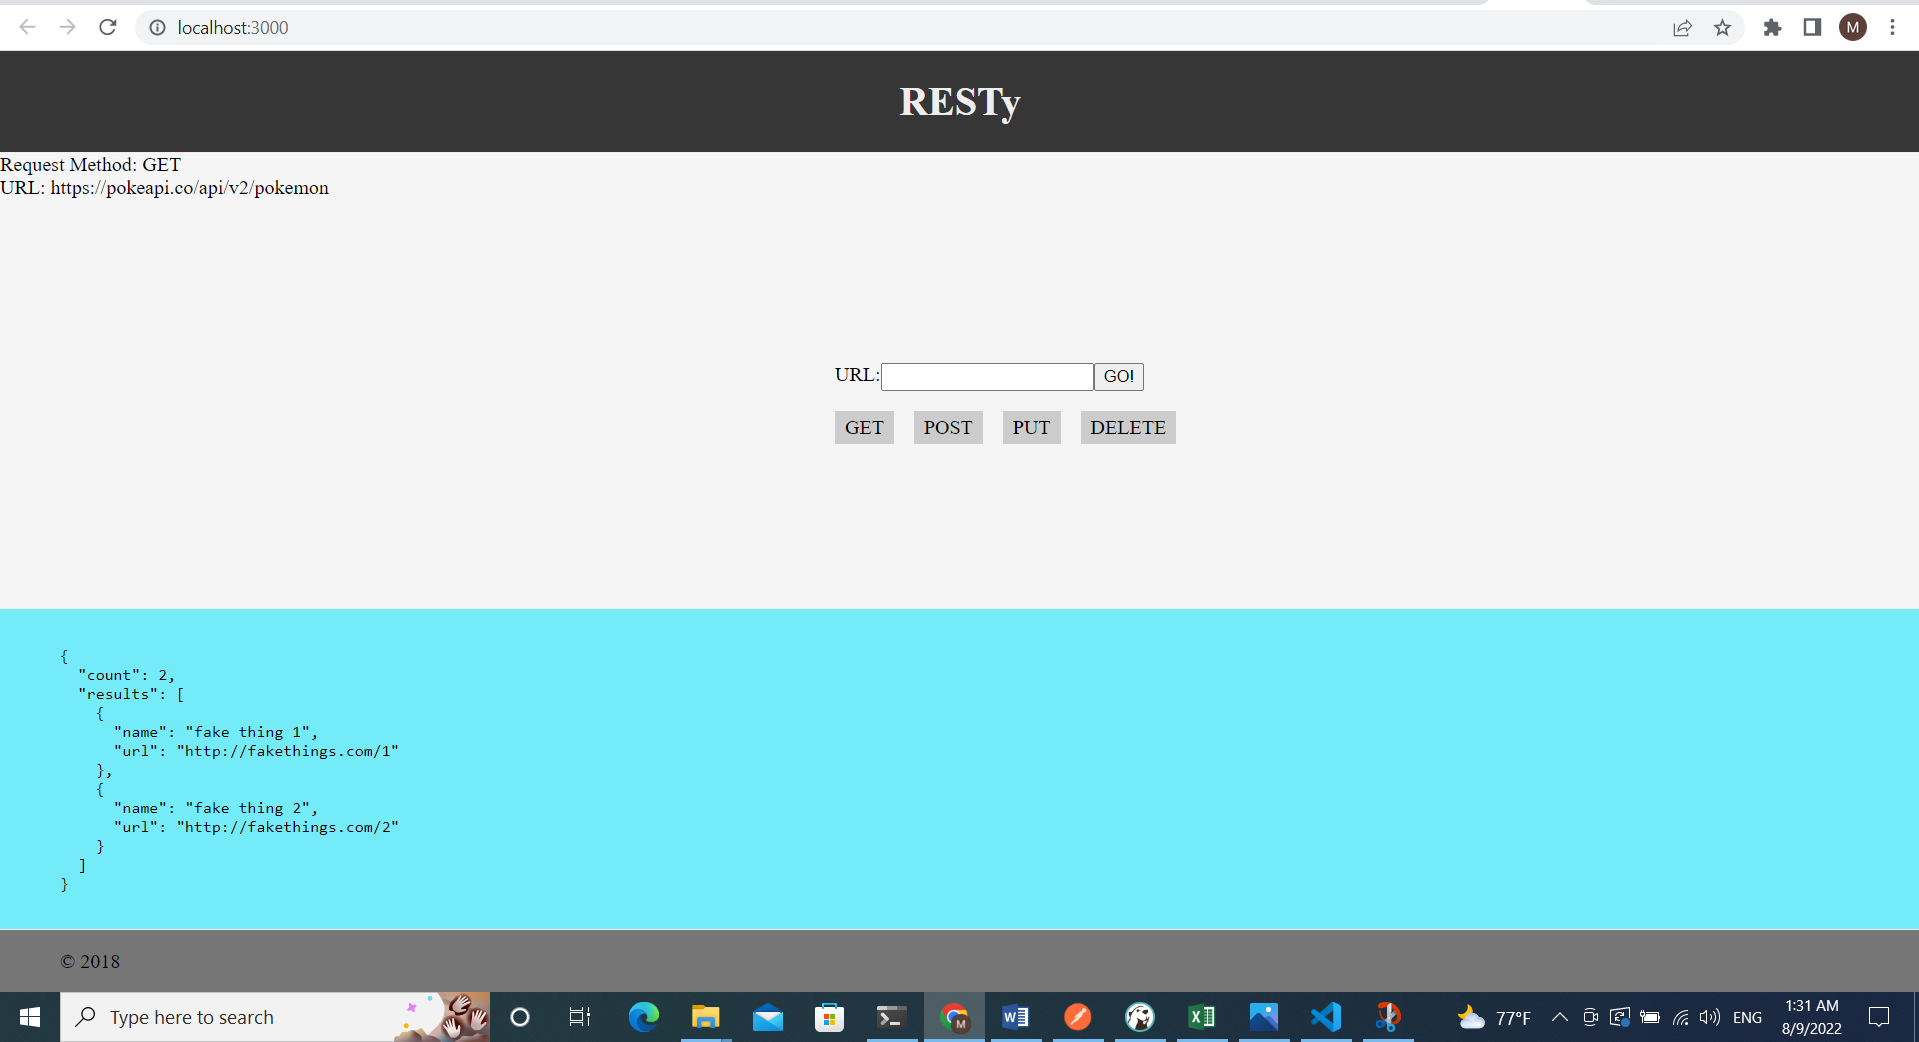 localhost:3000
M
RESTy
Request Method: GET
URL: https://pokeapi.co/api/v2/pokemon
URL: GO!
GET POST PUT DELETE
{
  "count": 2,
  "results": [
    {
      "name": "fake thing 1",
      "url": "http://fakethings.com/1"
    },
    {
      "name": "fake thing 2",
      "url": "http://fakethings.com/2"
    }
  ]
}
© 2018
Type here to search
M
W
X
77°F
ENG
1:31 AM
8/9/2022